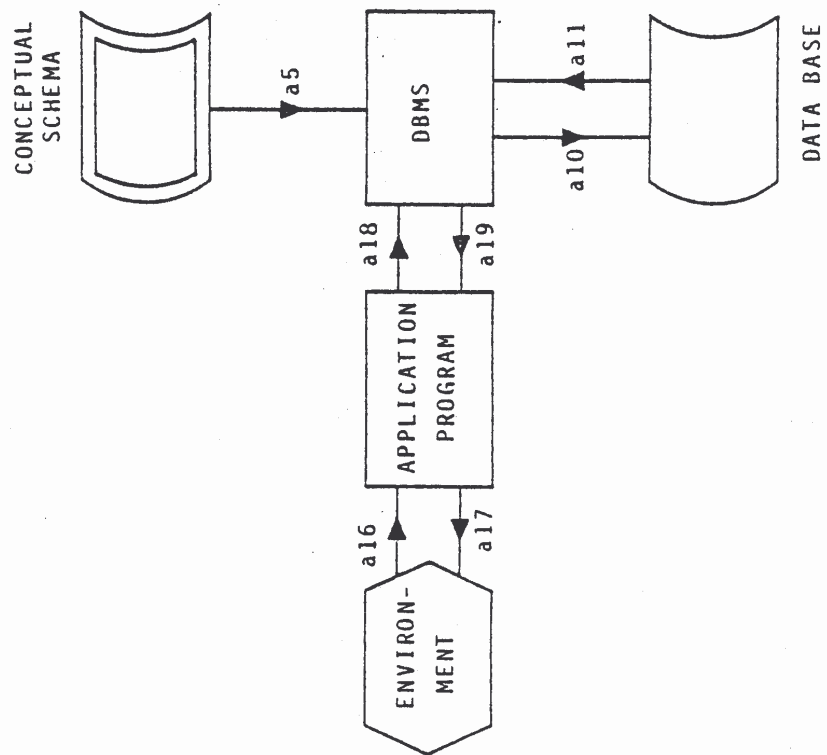 CONCEPTUAL
SCHEMA
a5
DBMS
a18
a19
a10
a11
DATA BASE
APPLICATION
PROGRAM
a16
a17
ENVIRON-
MENT